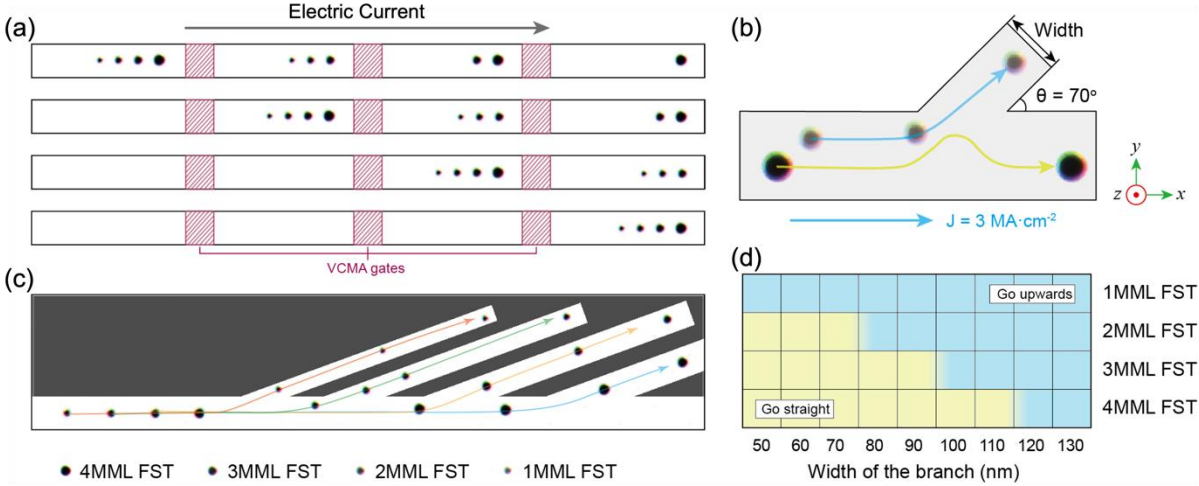 (a)
Electric Current
VCMA gates
(b)
Width
θ = 70°
y
z
x
J = 3 MA·cm-2
(c)
4MML FST
3MML FST
2MML FST
1MML FST
(d)
Go upwards
1MML FST
2MML FST
3MML FST
Go straight
4MML FST
50 60 70 80 90 100 110 120 130
Width of the branch (nm)